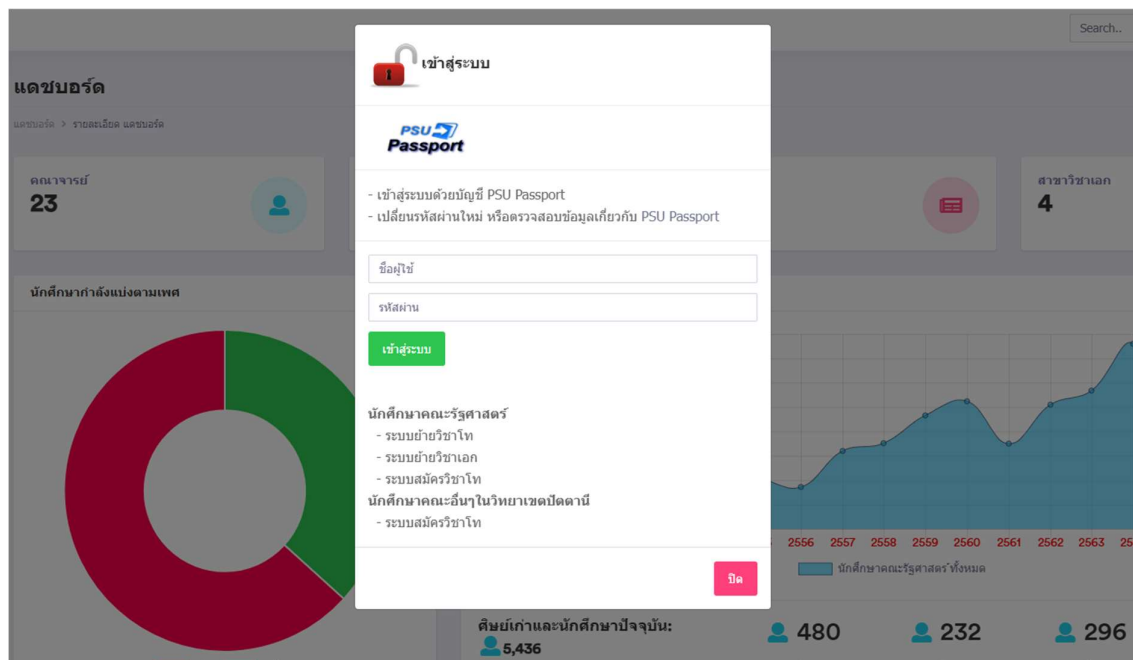 Search..
เข้าสู่ระบบ
แดชบอร์ด
แดชบอร์ด > รายละเอียด แดชบอร์ด
PSU
Passport
คณาจารย์
23
สาขาวิชาเอก
4
- เข้าสู่ระบบด้วยบัญชี PSU Passport
- เปลี่ยนรหัสผ่านใหม่ หรือตรวจสอบข้อมูลเกี่ยวกับ PSU Passport
ชื่อผู้ใช้
นักศึกษากำลังแบ่งตามเพศ
รหัสผ่าน
เข้าสู่ระบบ
นักศึกษาคณะรัฐศาสตร์
- ระบบย้ายวิชาโท
- ระบบย้ายวิชาเอก
- ระบบสมัครวิชาโท
นักศึกษาคณะอื่นๆในวิทยาเขตปัตตานี
- ระบบสมัครวิชาโท
2556 2557 2558 2559 2560 2561 2562 2563
นักศึกษาคณะรัฐศาสตร์ทั้งหมด
ปิด
ศิษย์เก่าและนักศึกษาปัจจุบัน:
5,436
480 232 296